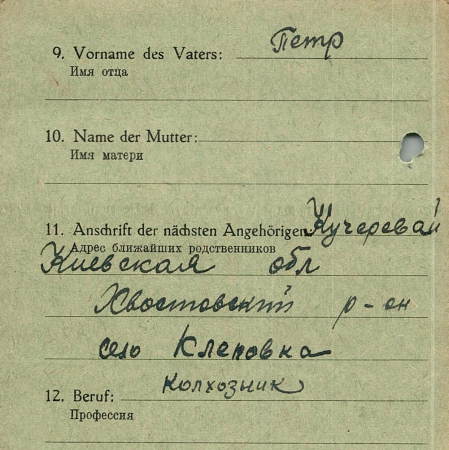 9. Vorname des Vaters: Петр
Имя отца
10. Name der Mutter:
Имя матери
11. Anschrift der nächsten Angehörigen: Кучеревай
Адрес ближайших родственников
Киевская обл
Хвостовский р-он
село Клеповка
12. Beruf: колхозник
Профессия